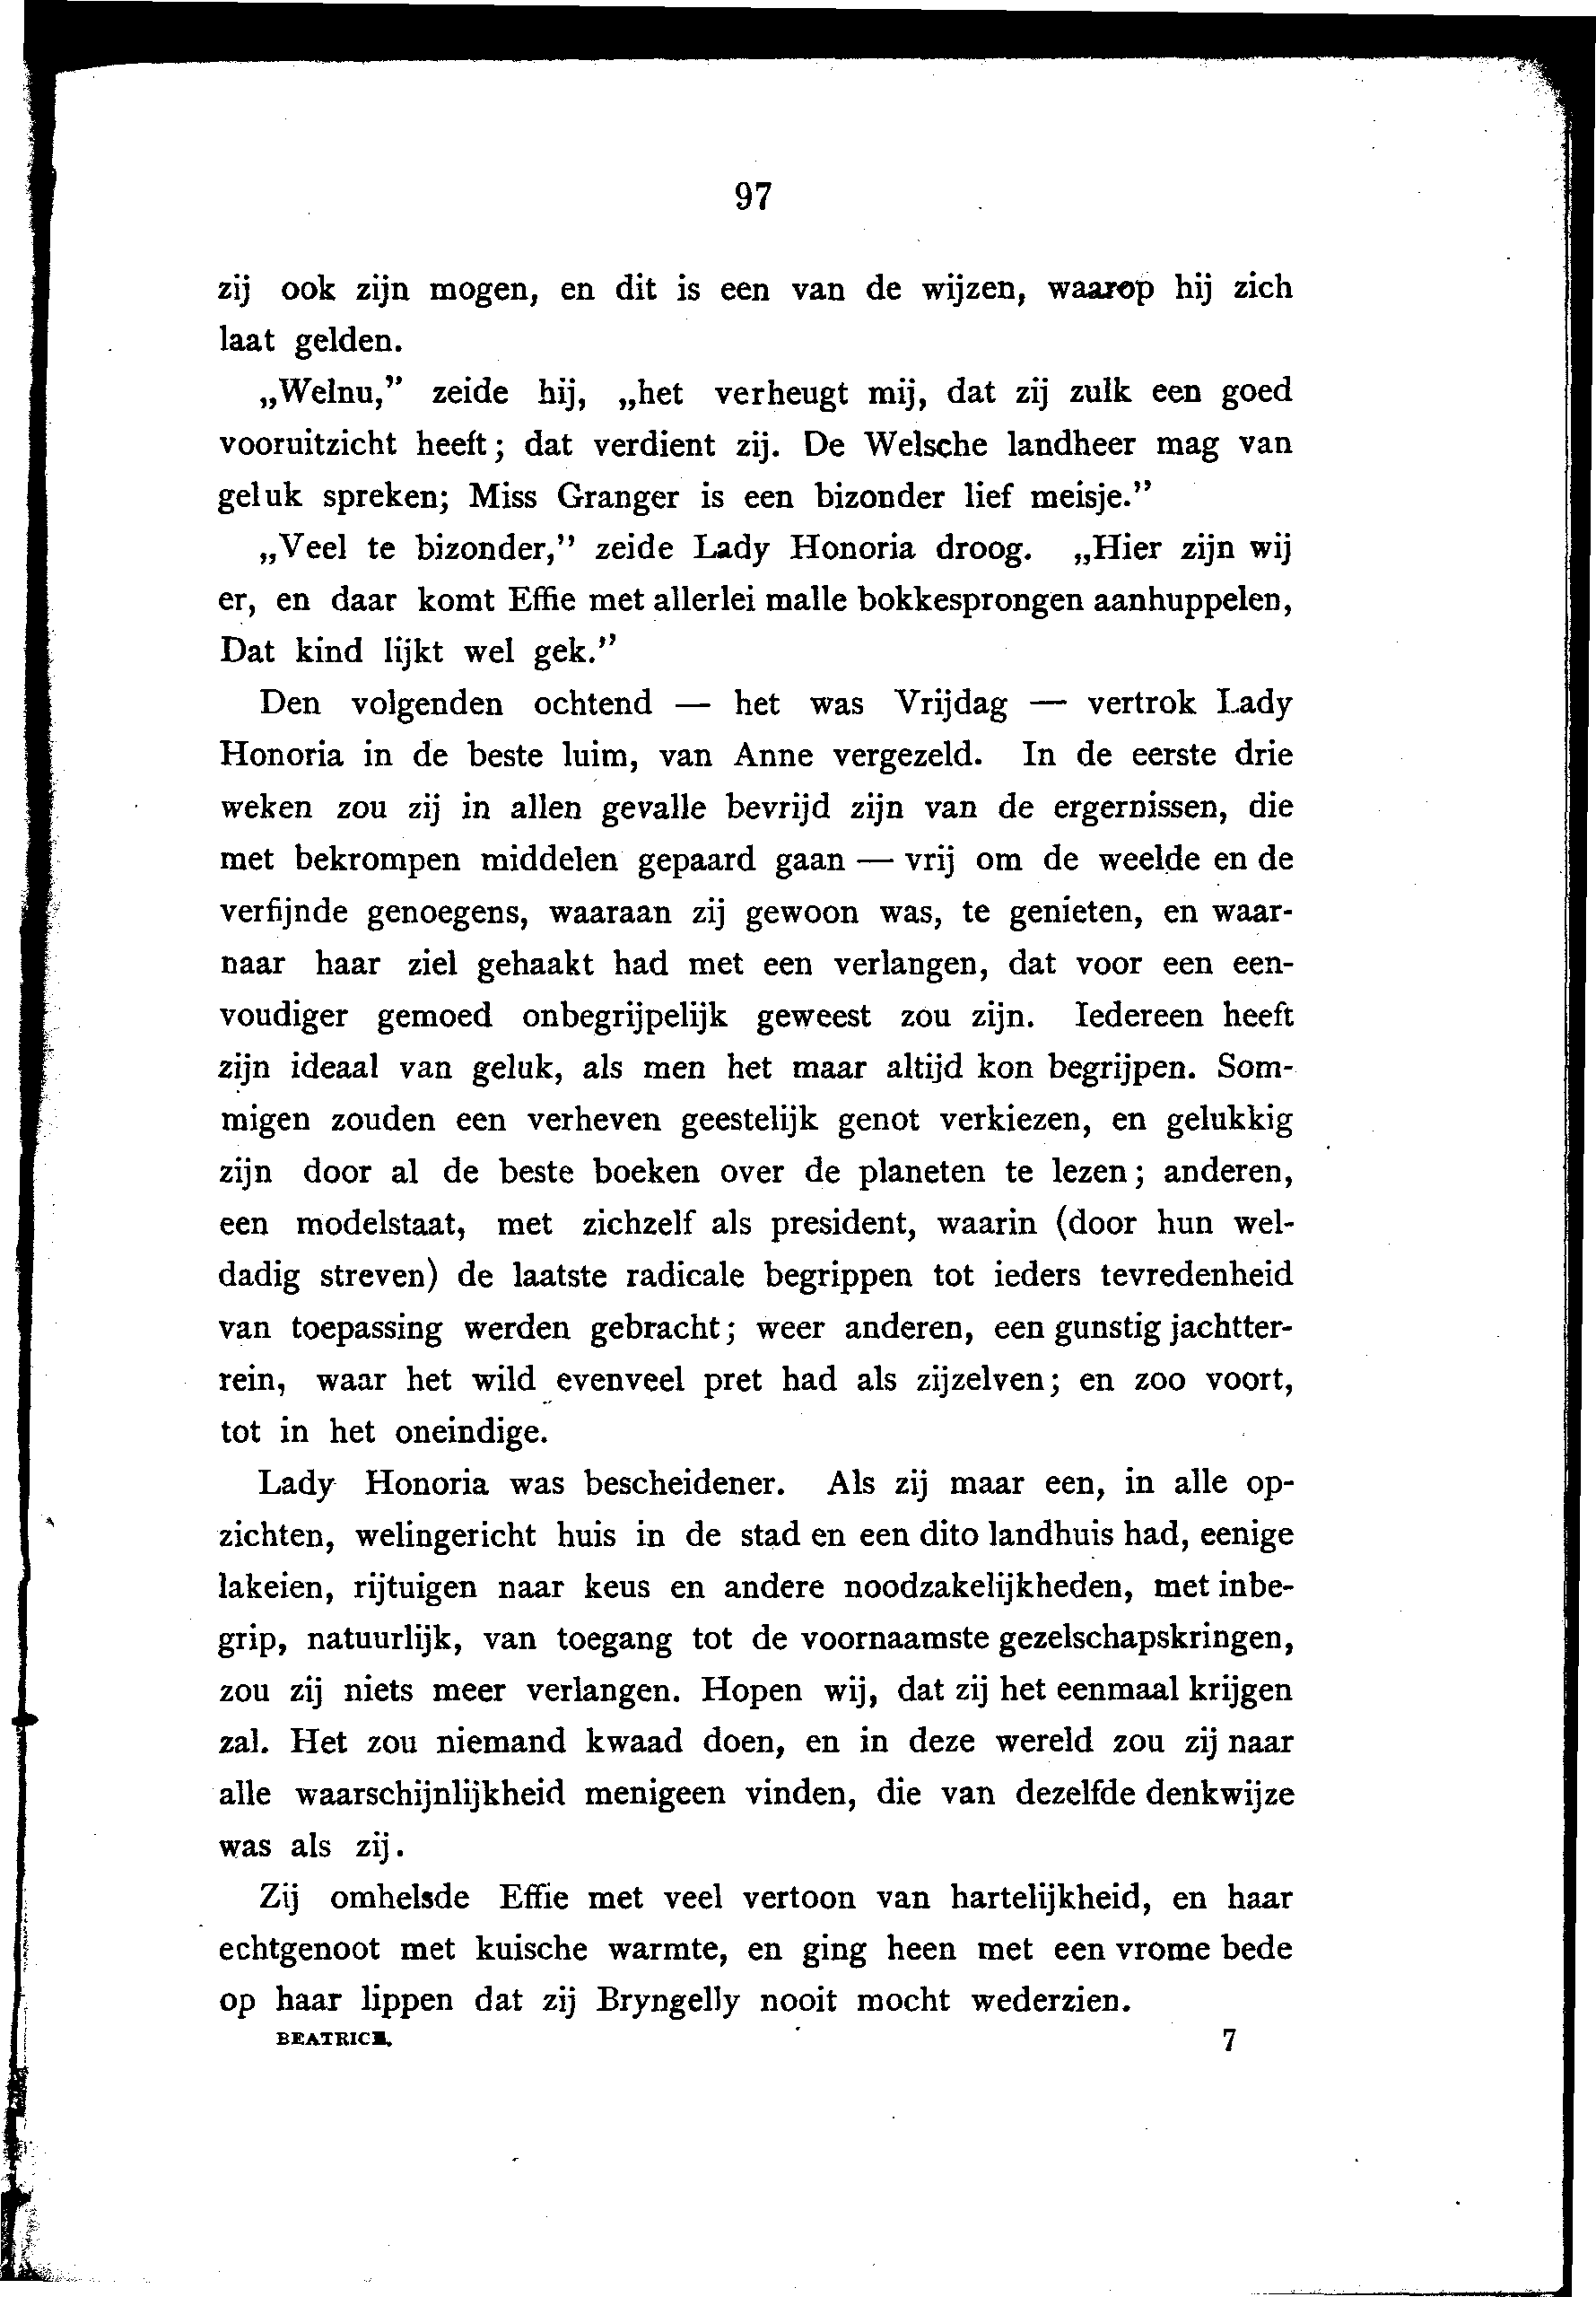 97
zij ook zijn mogen, en dit is een van de wijzen, waarop hij zich
laat gelden.
„Welnu,” zeide hij, „het verheugt mij, dat zij zulk een goed
vooruitzicht heeft; dat verdient zij. De Welsche landheer mag van
geluk spreken; Miss Granger is een bizonder lief meisje.”
„Veel te bizonder,” zeide Lady Honoria droog. „Hier zijn wij
er, en daar komt Effie met allerlei malle bokkesprongen aanhuppelen,
Dat kind lijkt wel gek.”
Den volgenden ochtend — het was Vrijdag — vertrok Lady
Honoria in de beste luim, van Anne vergezeld. In de eerste drie
weken zou zij in allen gevalle bevrijd zijn van de ergernissen, die
met bekrompen middelen gepaard gaan — vrij om de weelde en de
verfijnde genoegens, waaraan zij gewoon was, te genieten, en waar-
naar haar ziel gehaakt had met een verlangen, dat voor een een-
voudiger gemoed onbegrijpelijk geweest zou zijn. Iedereen heeft
zijn ideaal van geluk, als men het maar altijd kon begrijpen. Som-
migen zouden een verheven geestelijk genot verkiezen, en gelukkig
zijn door al de beste boeken over de planeten te lezen; anderen,
een modelstaat, met zichzelf als president, waarin (door hun wel-
dadig streven) de laatste radicale begrippen tot ieders tevredenheid
van toepassing werden gebracht; weer anderen, een gunstig jachtter-
rein, waar het wild evenveel pret had als zijzelven; en zoo voort,
tot in het oneindige.
Lady Honoria was bescheidener. Als zij maar een, in alle op-
zichten, welingericht huis in de stad en een dito landhuis had, eenige
lakeien, rijtuigen naar keus en andere noodzakelijkheden, met inbe-
grip, natuurlijk, van toegang tot de voornaamste gezelschapskringen,
zou zij niets meer verlangen. Hopen wij, dat zij het eenmaal krijgen
zal. Het zou niemand kwaad doen, en in deze wereld zou zij naar
alle waarschijnlijkheid menigeen vinden, die van dezelfde denkwijze
was als zij.
Zij omhelsde Effie met veel vertoon van hartelijkheid, en haar
echtgenoot met kuische warmte, en ging heen met een vrome bede
op haar lippen dat zij Bryngelly nooit mocht wederzien.
BEATRICE. 7